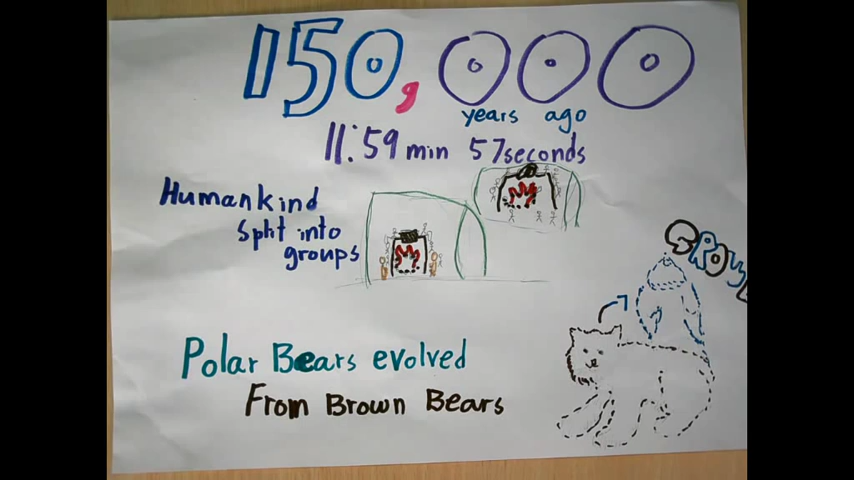 150,000
years ago
11:59 min 57seconds
Humankind
Split into
groups
Polar Bears evolved
From Brown Bears